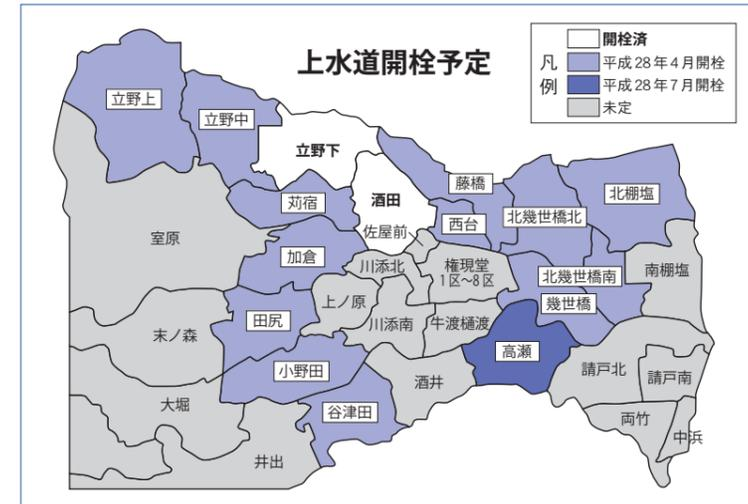 上水道開栓予定
凡例
開栓済
平成28年4月開栓
平成28年7月開栓
未定
立野上
立野中
立野下
藤橋
北棚塩
苅宿
酒田
西台
北幾世橋北
佐屋前
室原
加倉
川添北
権現堂
1区～8区
北幾世橋南
南棚塩
上ノ原
幾世橋
田尻
川添南
牛渡樋渡
末ノ森
高瀬
小野田
酒井
請戸北
請戸南
大堀
谷津田
両竹
中浜
井出